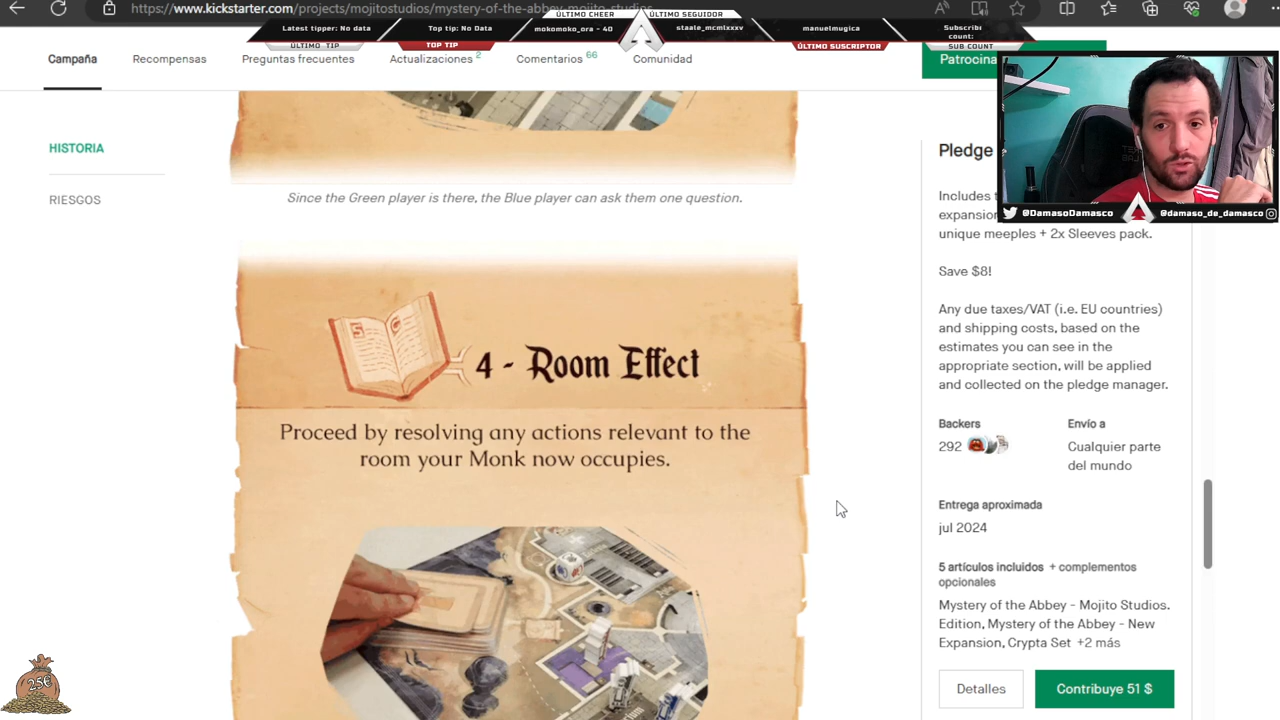 https://www.kickstarter.com/projects/mojitostudios/mystery-of-the-abbey-mojito-studios
ÚLTIMO CHEER
ÚLTIMO SEGUIDOR
Latest tipper: No data
Top tip: No Data
mokomoko_ora - 40
staale_mcmlxxxv
manuelmugica
Subscribi
count:
ÚLTIMO TIP
TOP TIP
ÚLTIMO SUSCRIPTOR
SUB COUNT
Campaña
Recompensas
Preguntas frecuentes
Actualizaciones 2
Comentarios 66
Comunidad
Patrocina
HISTORIA
RIESGOS
Since the Green player is there, the Blue player can ask them one question.
S G
4 - Room Effect
Proceed by resolving any actions relevant to the
room your Monk now occupies.
Pledge
Includes
expansion
unique meeples + 2x Sleeves pack.
Save $8!
Any due taxes/VAT (i.e. EU countries)
and shipping costs, based on the
estimates you can see in the
appropriate section, will be applied
and collected on the pledge manager.
Backers
292
Envío a
Cualquier parte
del mundo
Entrega aproximada
jul 2024
5 artículos incluidos + complementos
opcionales
Mystery of the Abbey - Mojito Studios.
Edition, Mystery of the Abbey - New
Expansion, Crypta Set +2 más
Detalles
Contribuye 51 $
@DamasoDamasco
@damaso_de_damasco
25€